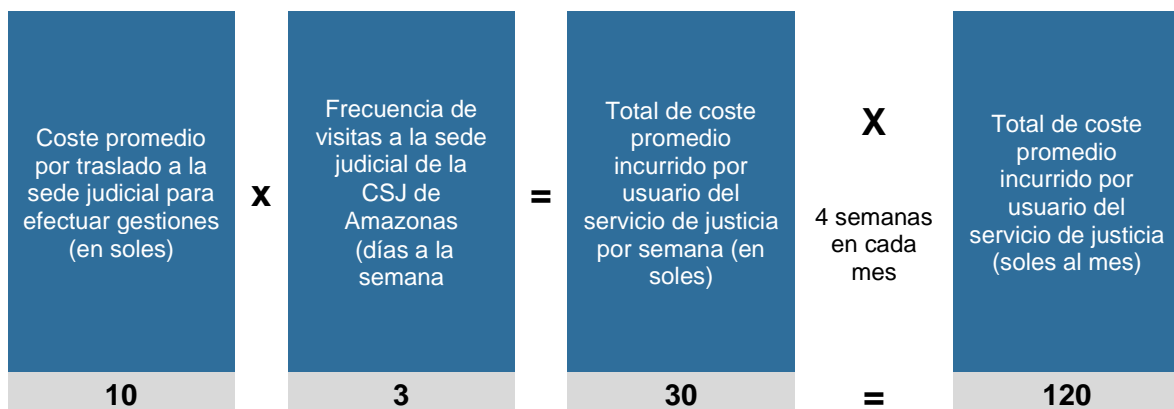 Coste promedio
por traslado a la
sede judicial para
efectuar gestiones
(en soles)
x
Frecuencia de
visitas a la sede
judicial de la
CSJ de
Amazonas
(días a la
semana
=
Total de coste
promedio
incurrido por
usuario del
servicio de justicia
por semana (en
soles)
X
4 semanas
en cada
mes
Total de coste
promedio
incurrido por
usuario del
servicio de justicia
(soles al mes)
10
3
30
=
120